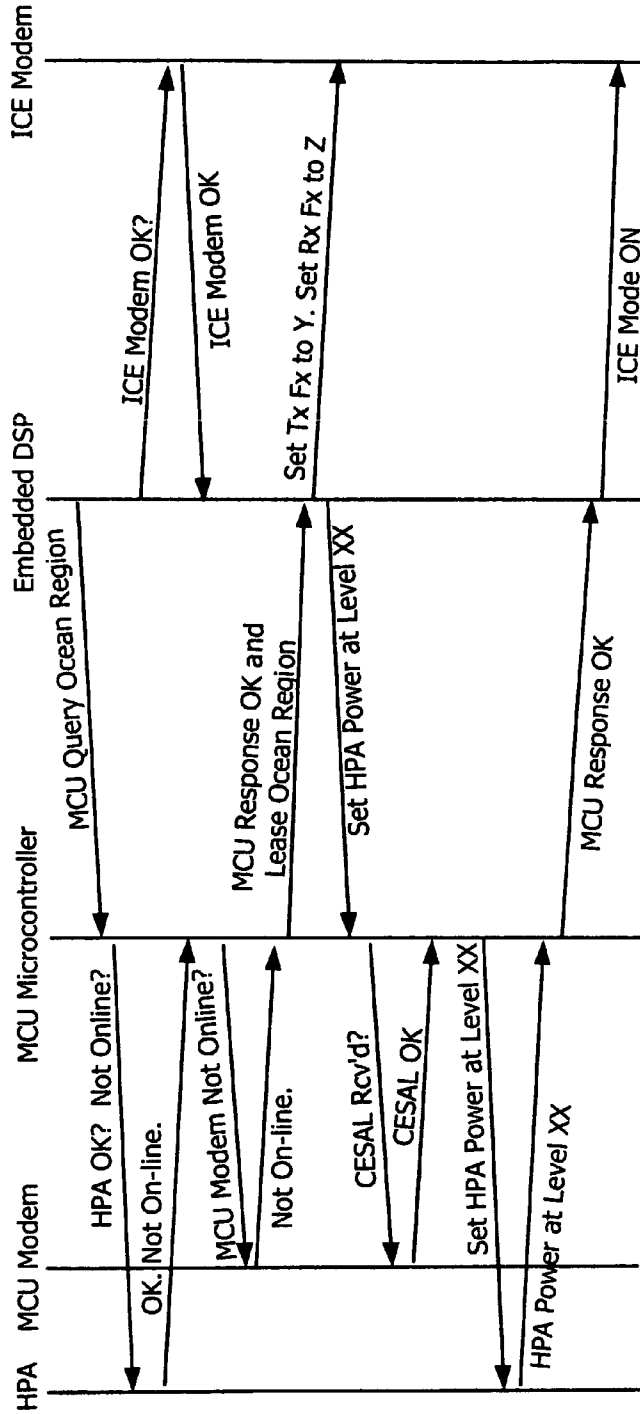 HPA
MCU Modem
MCU Microcontroller
Embedded DSP
ICE Modem
MCU Query Ocean Region
HPA OK?  Not Online?
ICE Modem OK?
OK. Not On-line.
ICE Modem OK
MCU Modem Not Online?
Not On-line.
MCU Response OK and
Lease Ocean Region
Set Tx Fx to Y. Set Rx Fx to Z
Set HPA Power at Level XX
CESAL Rcv'd?
CESAL OK
Set HPA Power at Level XX
HPA Power at Level XX
MCU Response OK
ICE Mode ON